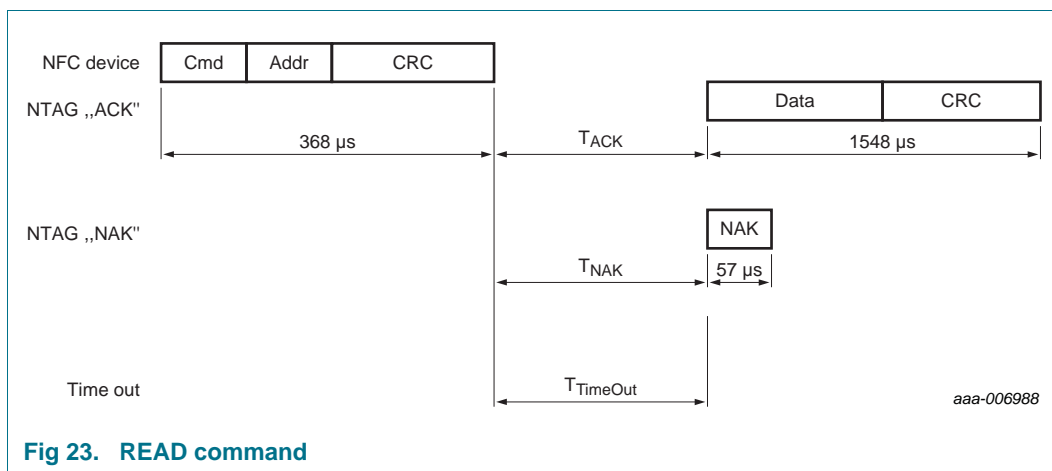 NFC device Cmd Addr CRC
NTAG ,,ACK" Data CRC
368 µs TACK 1548 µs
NTAG ,,NAK" NAK
TNAK 57 µs
Time out TTimeOut
aaa-006988
Fig 23. READ command